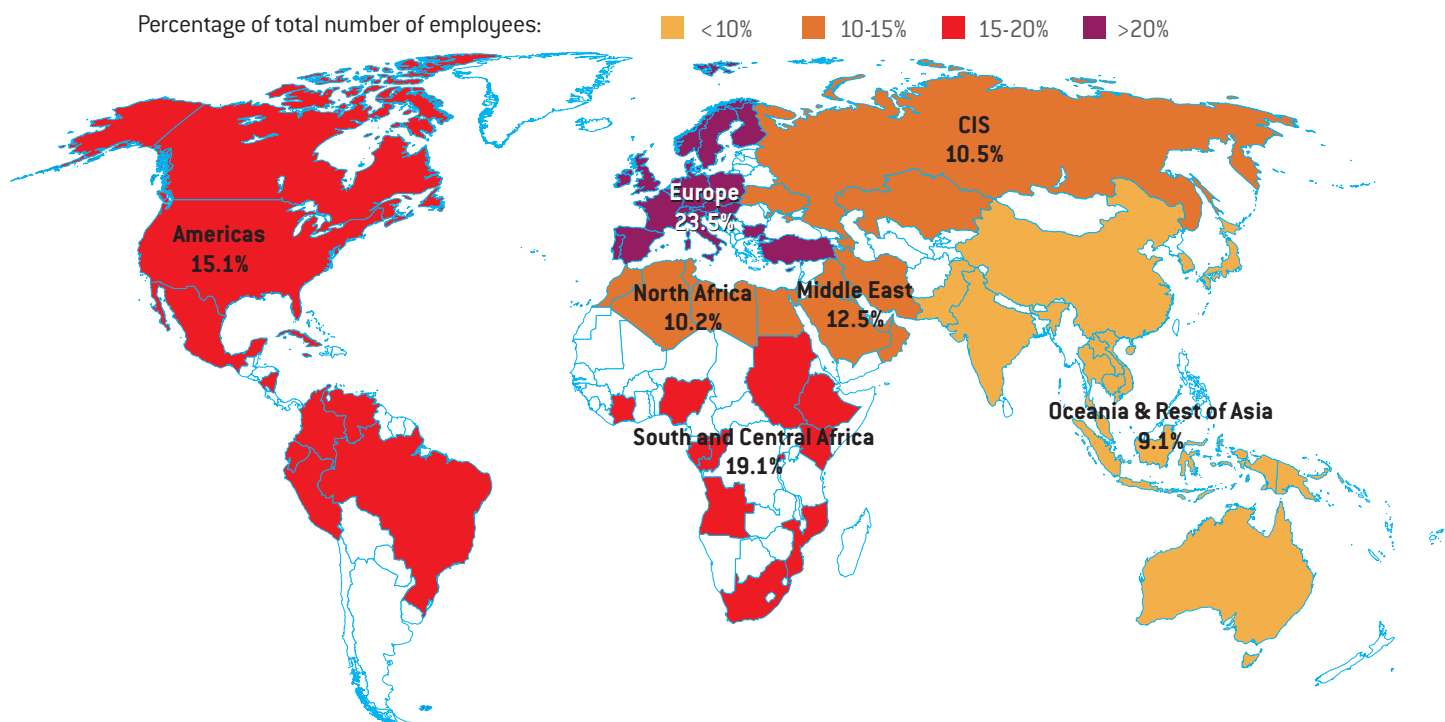 Percentage of total number of employees:
<10%
10-15%
15-20%
>20%
CIS
10.5%
Europe
23.5%
Americas
15.1%
North Africa
10.2%
Middle East
12.5%
Oceania & Rest of Asia
9.1%
South and Central Africa
19.1%